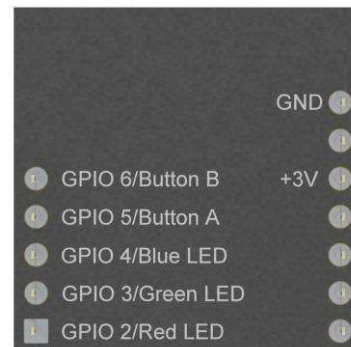 GND
GPIO 6/Button B +3V
GPIO 5/Button A
GPIO 4/Blue LED
GPIO 3/Green LED
GPIO 2/Red LED